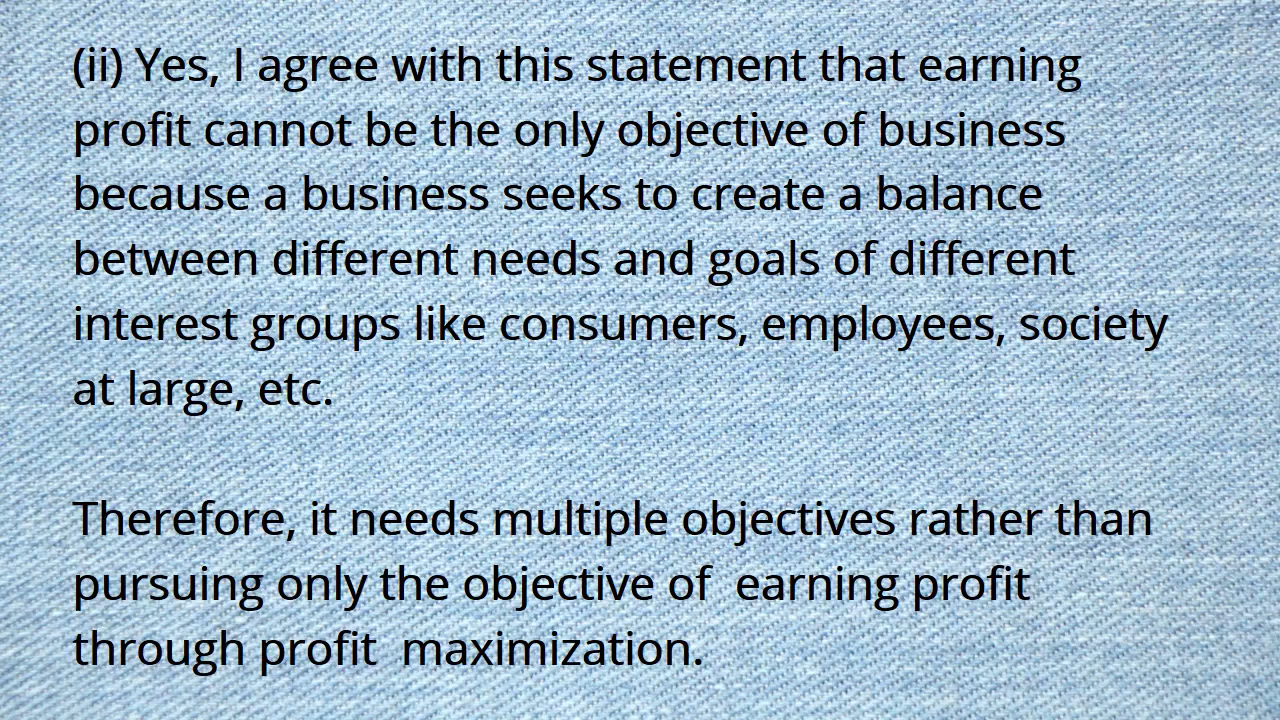 (ii) Yes, I agree with this statement that earning
profit cannot be the only objective of business
because a business seeks to create a balance
between different needs and goals of different
interest groups like consumers, employees, society
at large, etc.
Therefore, it needs multiple objectives rather than
pursuing only the objective of  earning profit
through profit  maximization.